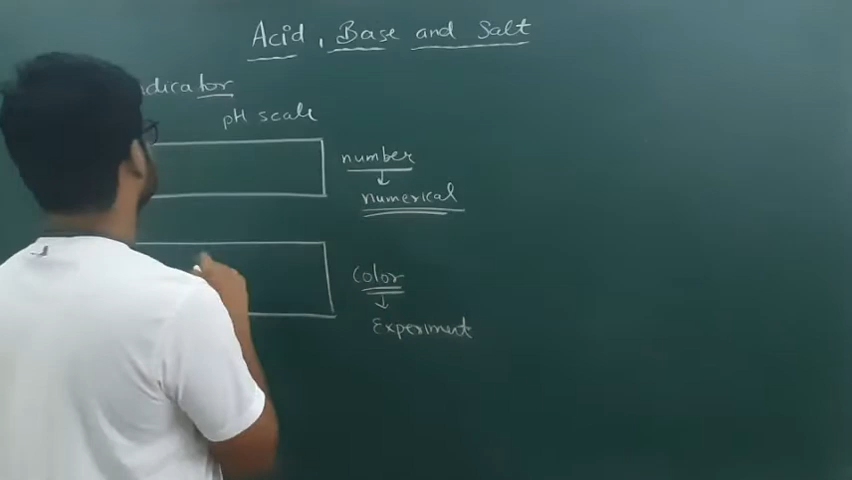 Acid, Base and Salt
dicator
pH scale
number
numerical
color
Experiment